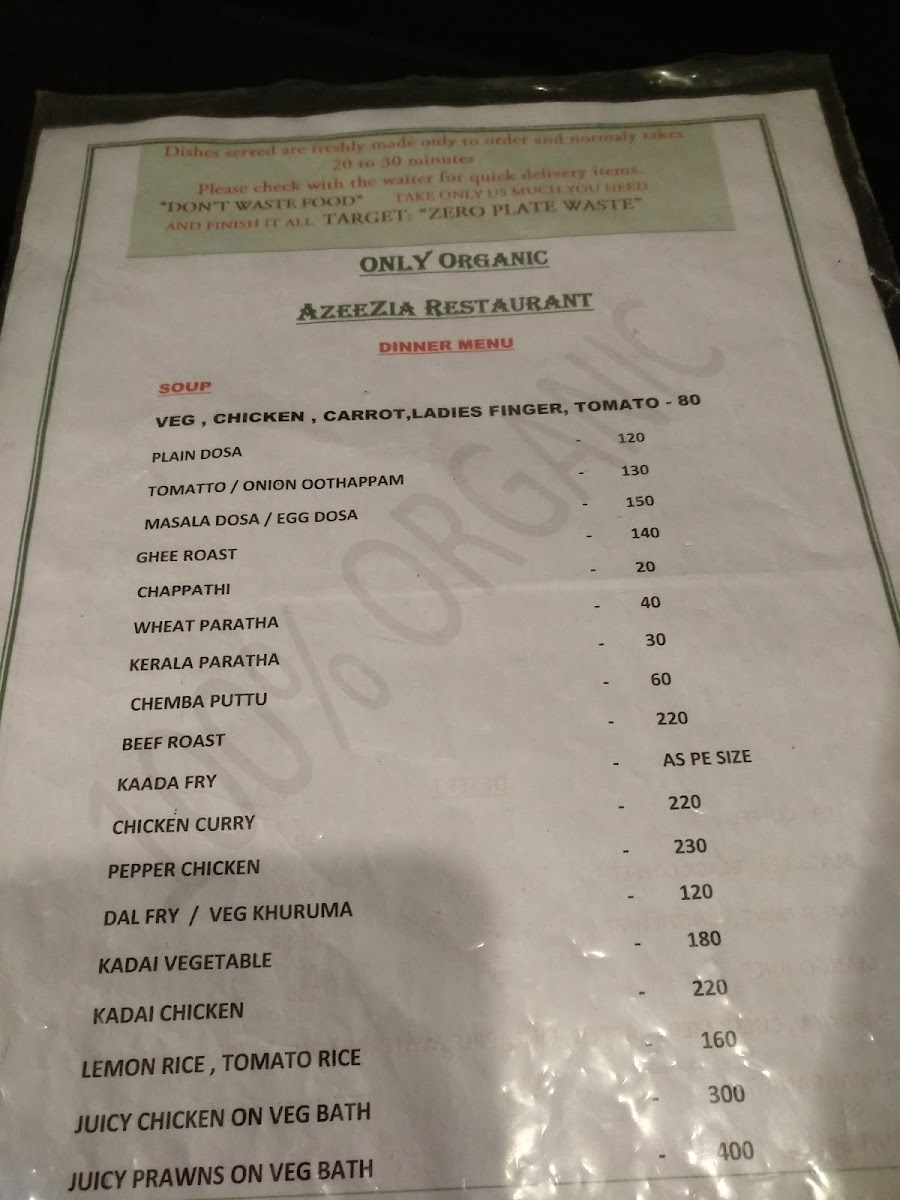 Dishes served are freshly made only to order and normaly takes
20 to 30 minutes
Please check with the waiter for quick delivery items.
"DON'T WASTE FOOD" TAKE ONLY US MUCH YOU NEED
AND FINISH IT ALL TARGET: "ZERO PLATE WASTE"
ONLY ORGANIC
AZEEZIA RESTAURANT
DINNER MENU
SOUP
VEG , CHICKEN , CARROT,LADIES FINGER, TOMATO - 80
PLAIN DOSA - 120
TOMATTO / ONION OOTHAPPAM - 130
MASALA DOSA / EGG DOSA - 150
GHEE ROAST - 140
CHAPPATHI - 20
WHEAT PARATHA - 40
KERALA PARATHA - 30
CHEMBA PUTTU - 60
BEEF ROAST - 220
KAADA FRY - AS PE SIZE
CHICKEN CURRY - 220
PEPPER CHICKEN - 230
DAL FRY / VEG KHURUMA - 120
KADAI VEGETABLE - 180
KADAI CHICKEN - 220
LEMON RICE , TOMATO RICE - 160
JUICY CHICKEN ON VEG BATH - 300
JUICY PRAWNS ON VEG BATH - 400
100% ORGANIC